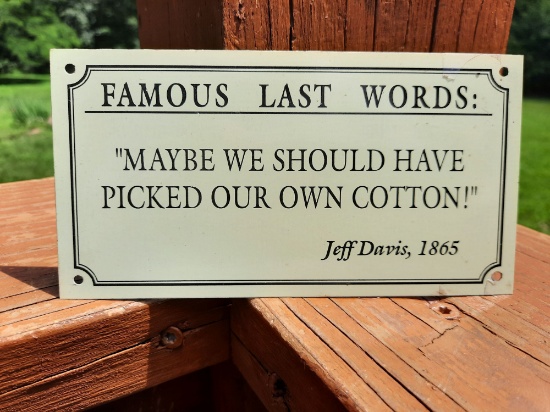 FAMOUS LAST WORDS:
"MAYBE WE SHOULD HAVE
PICKED OUR OWN COTTON!"
Jeff Davis, 1865